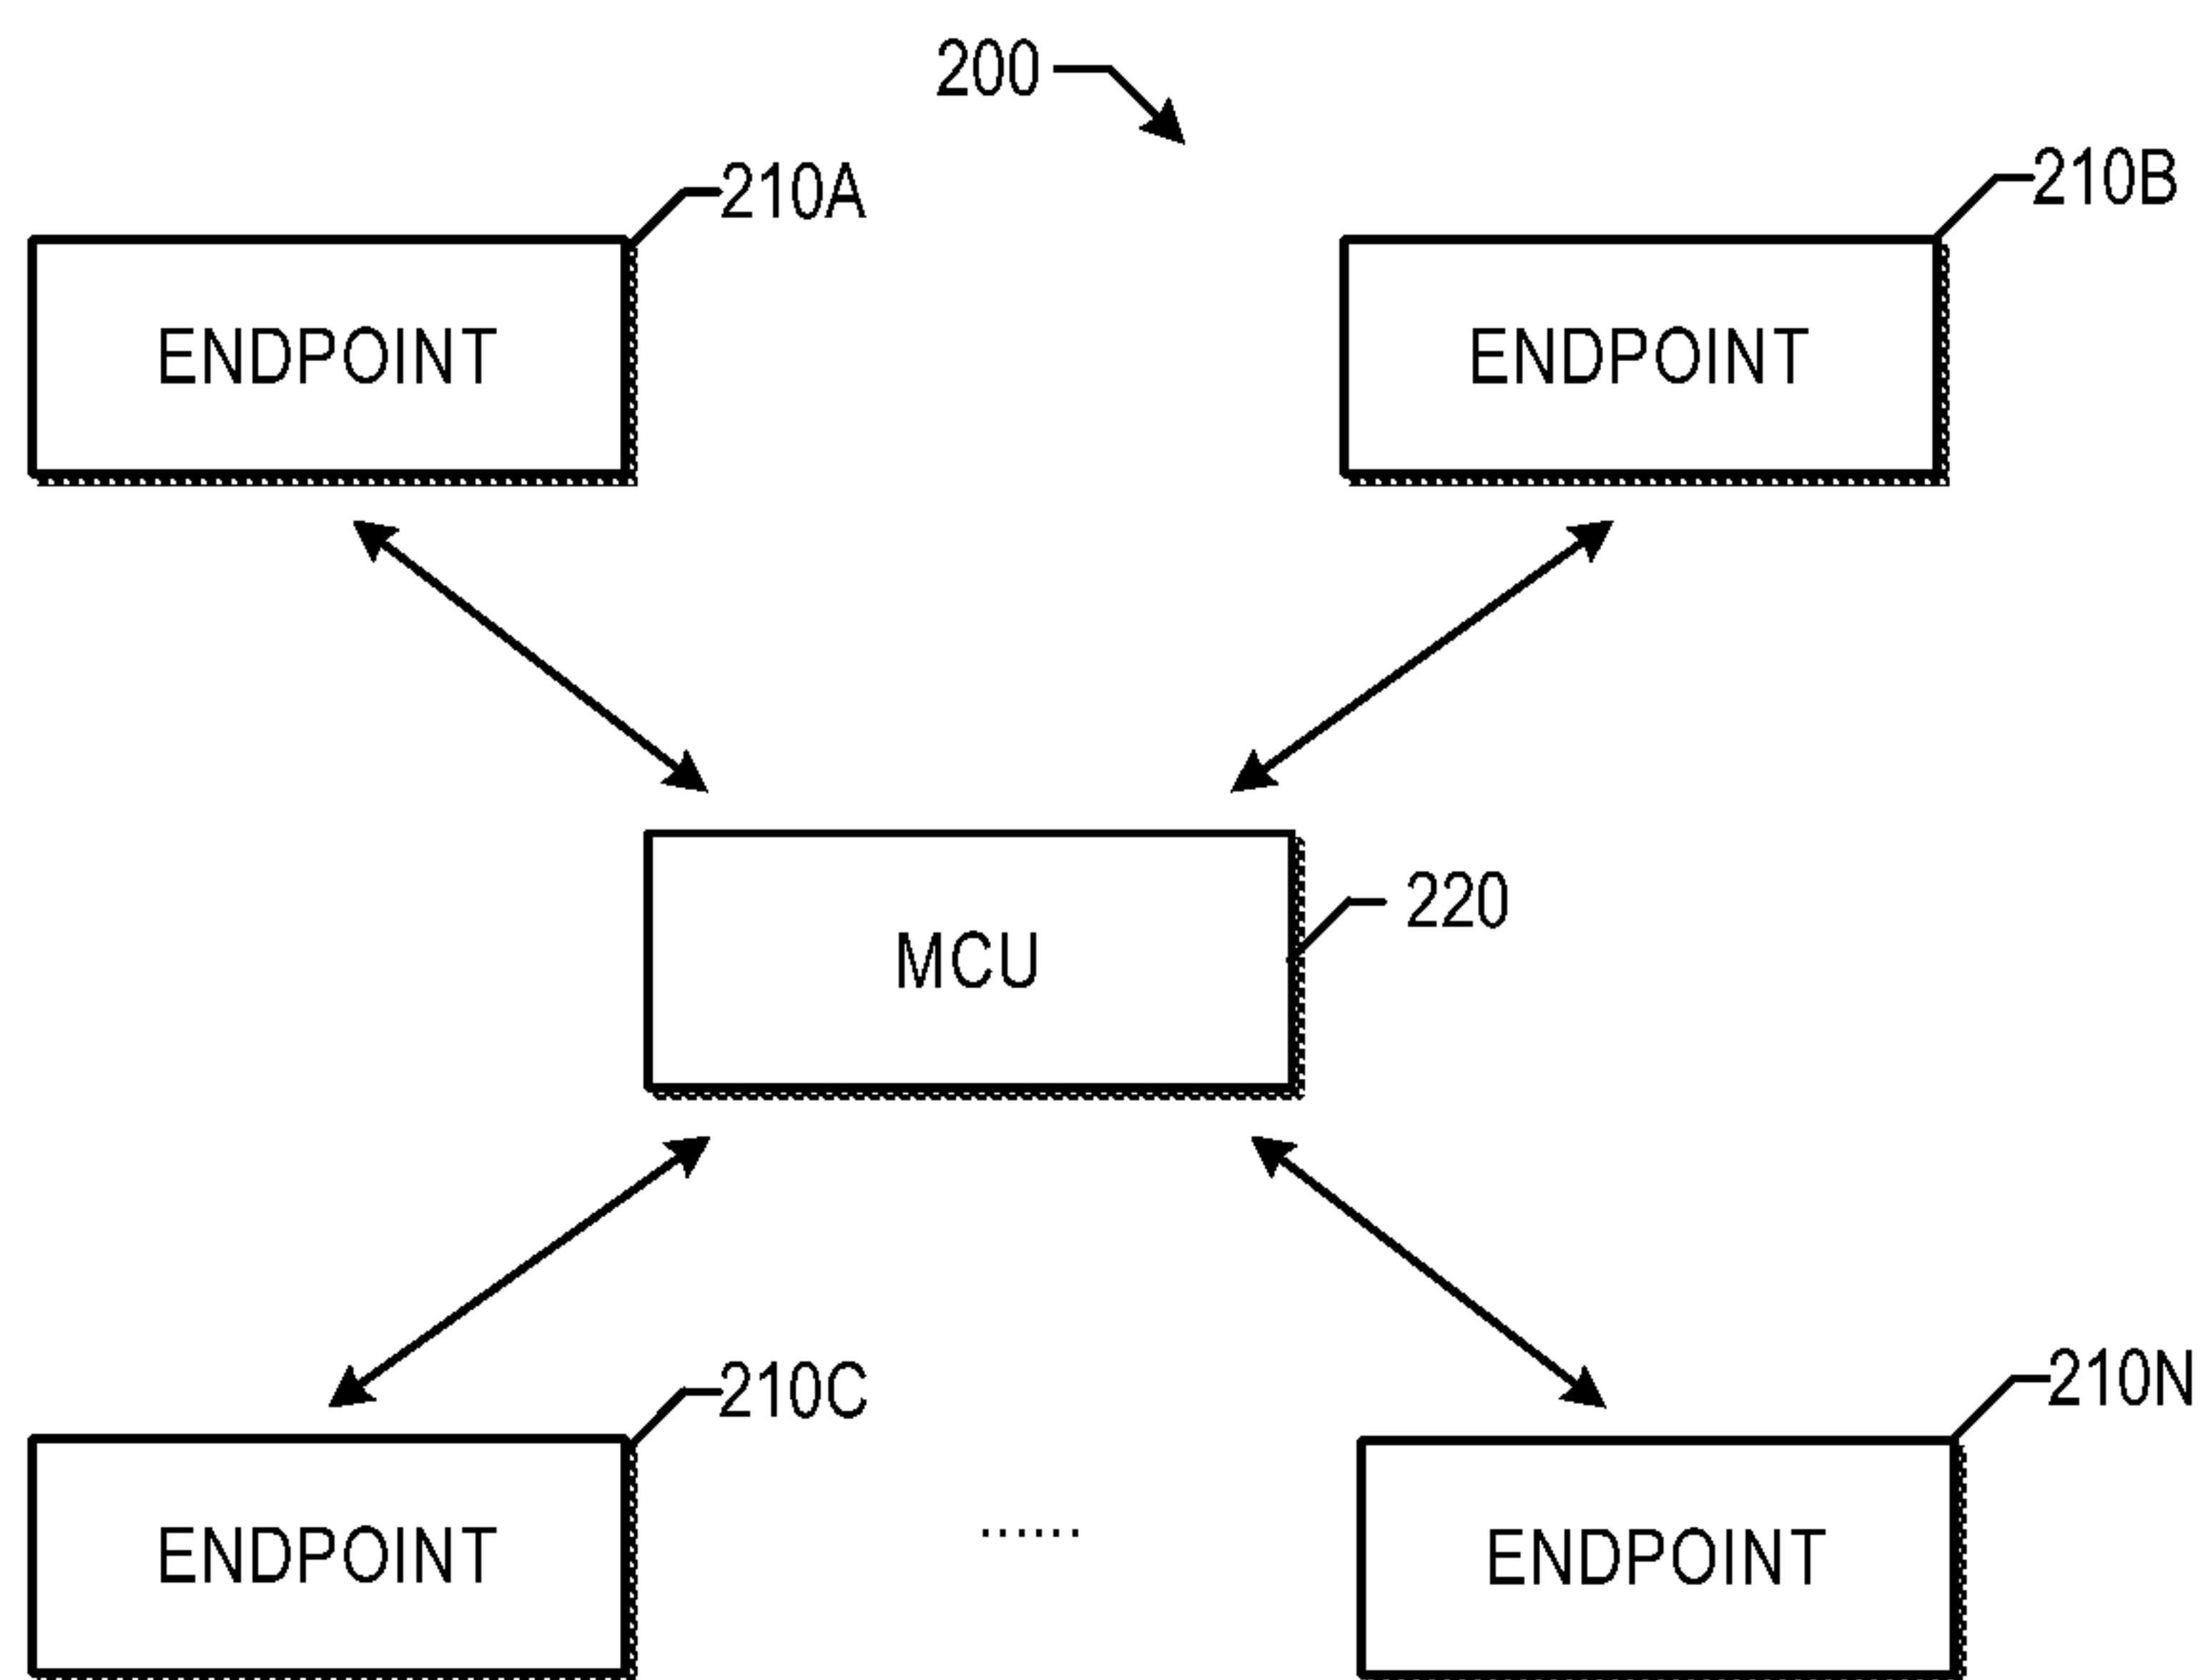 200
210A
210B
ENDPOINT
ENDPOINT
220
MCU
210C
210N
ENDPOINT
......
ENDPOINT